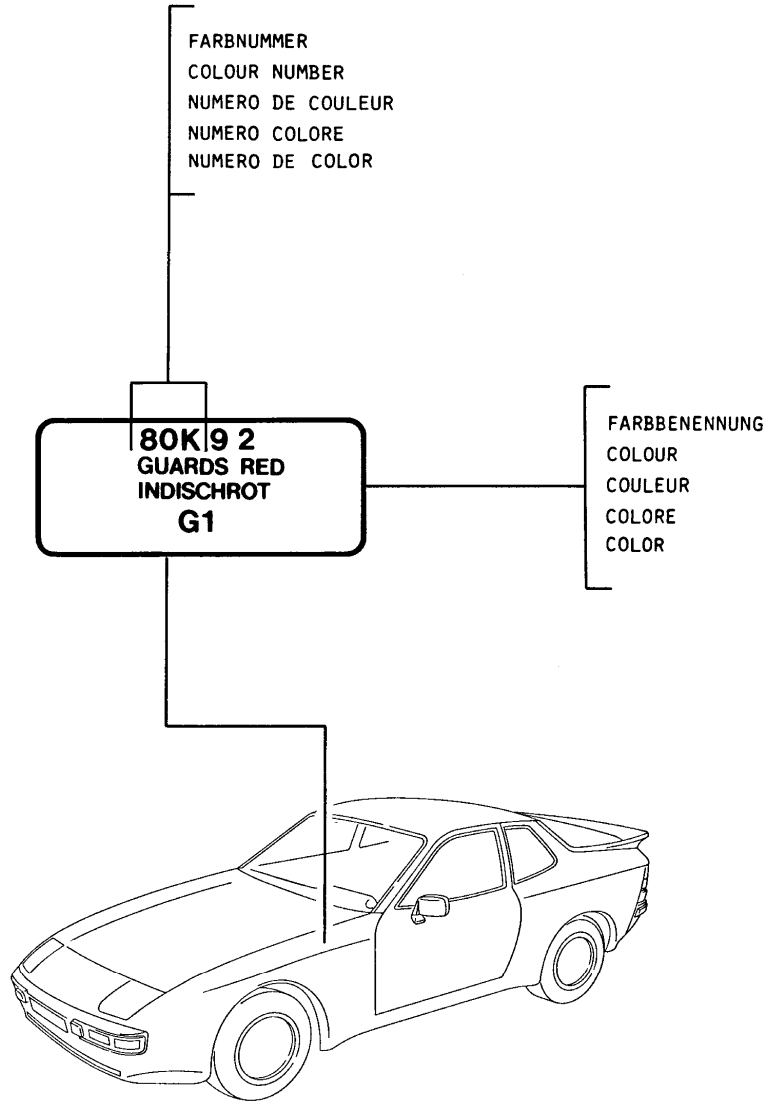 FARBNUMMER
COLOUR NUMBER
NUMERO DE COULEUR
NUMERO COLORE
NUMERO DE COLOR
80K 9 2
GUARDS RED
INDISCHROT
G1
FARBBENENNUNG
COLOUR
COULEUR
COLORE
COLOR